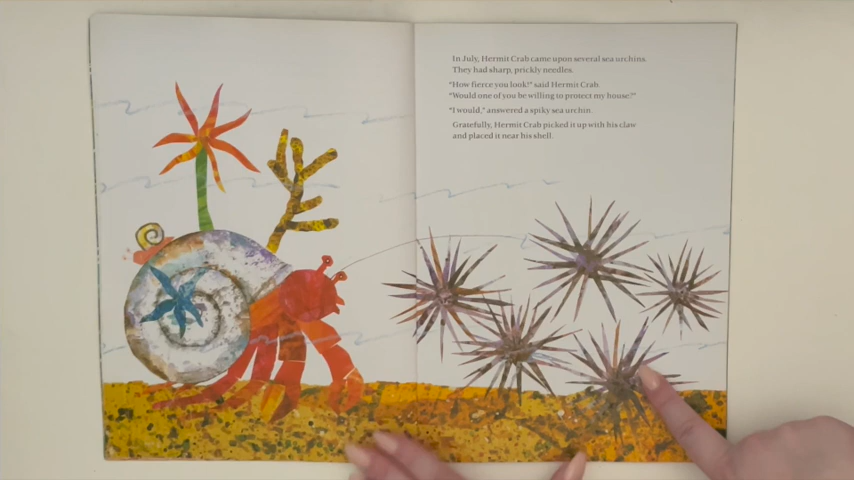 In July, Hermit Crab came upon several sea urchins.
They had sharp, prickly needles.
"How fierce you look!" said Hermit Crab.
"Would one of you be willing to protect my house?"
"I would," answered a spiky sea urchin.
Gratefully, Hermit Crab picked it up with his claw
and placed it near his shell.